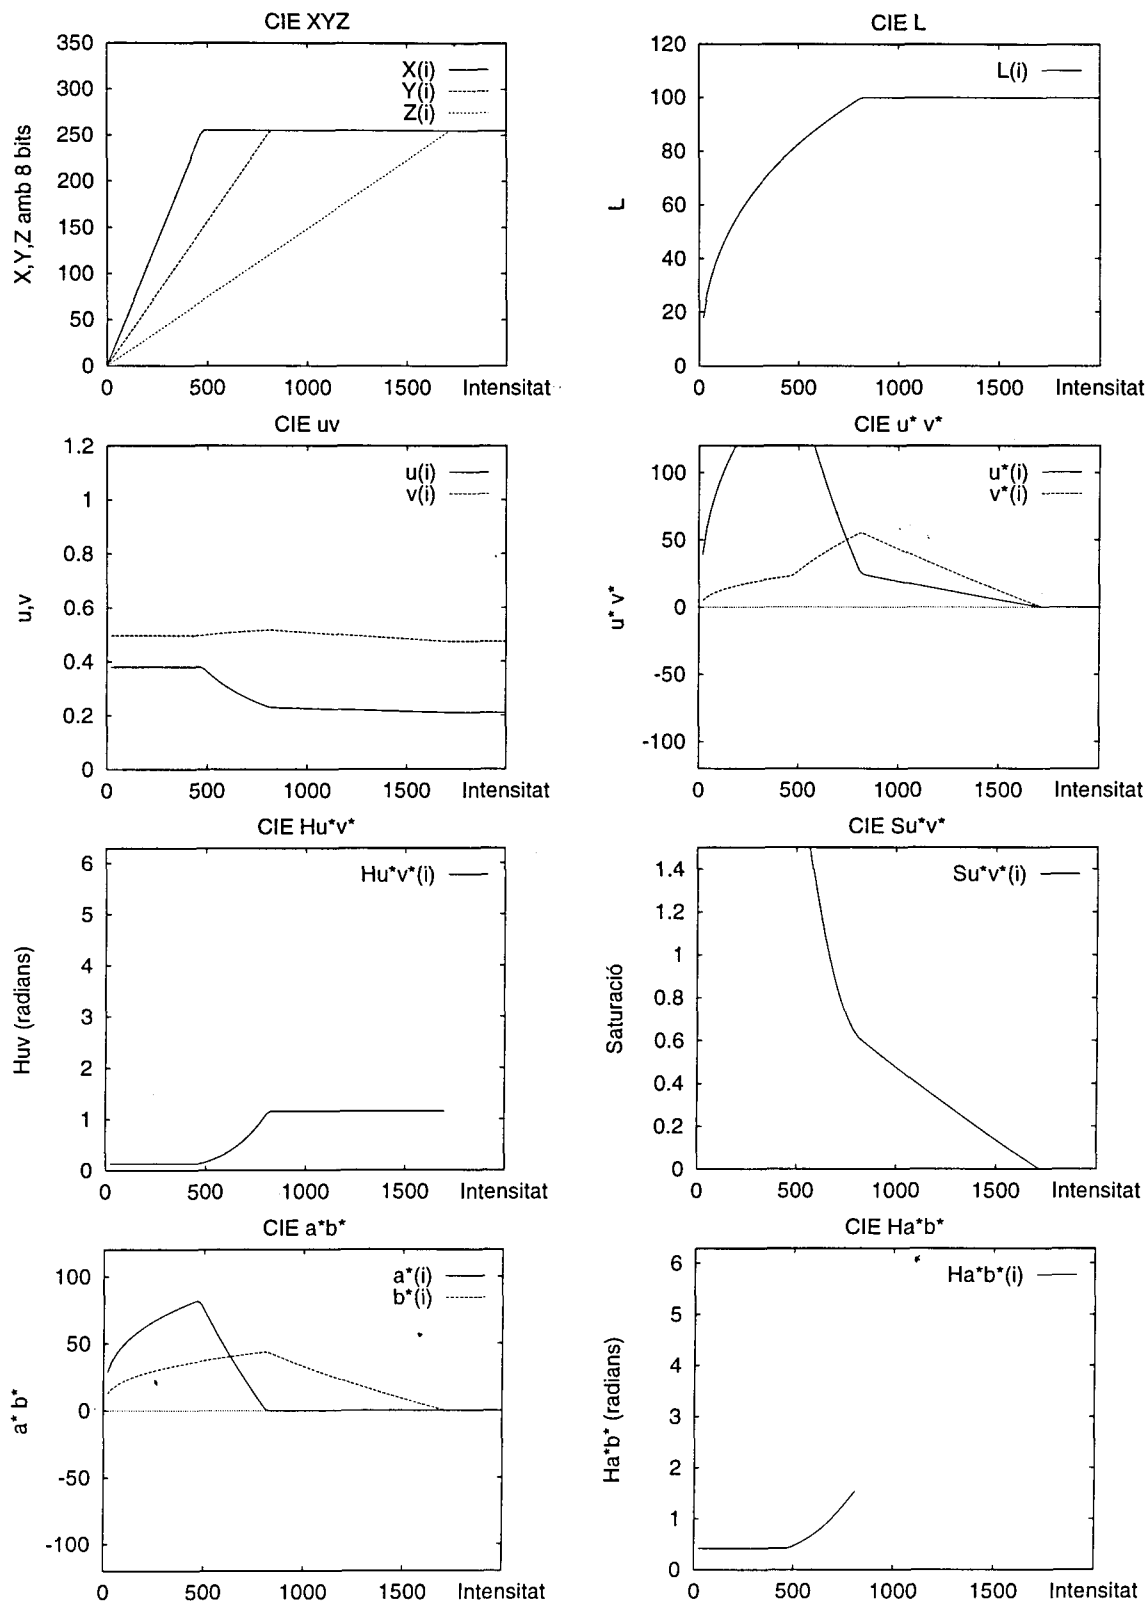 CIE XYZ
350
300
250
200
150
100
50
0
X(i)
Y(i)
Z(i)
X,Y,Z amb 8 bits
0 500 1000 1500 Intensitat
CIE L
120
100
80
60
40
20
0
L(i)
L
0 500 1000 1500 Intensitat
CIE uv
1.2
1
0.8
0.6
0.4
0.2
0
u(i)
v(i)
u,v
0 500 1000 1500 Intensitat
CIE u* v*
100
50
0
-50
-100
u*(i)
v*(i)
u* v*
0 500 1000 1500 Intensitat
CIE Hu*v*
6
5
4
3
2
1
0
Hu*v*(i)
Huv (radians)
0 500 1000 1500 Intensitat
CIE Su*v*
1.4
1.2
1
0.8
0.6
0.4
0.2
0
Su*v*(i)
Saturació
0 500 1000 1500 Intensitat
CIE a*b*
100
50
0
-50
-100
a*(i)
b*(i)
a* b*
0 500 1000 1500 Intensitat
CIE Ha*b*
6
5
4
3
2
1
0
Ha*b*(i)
Ha*b* (radians)
0 500 1000 1500 Intensitat